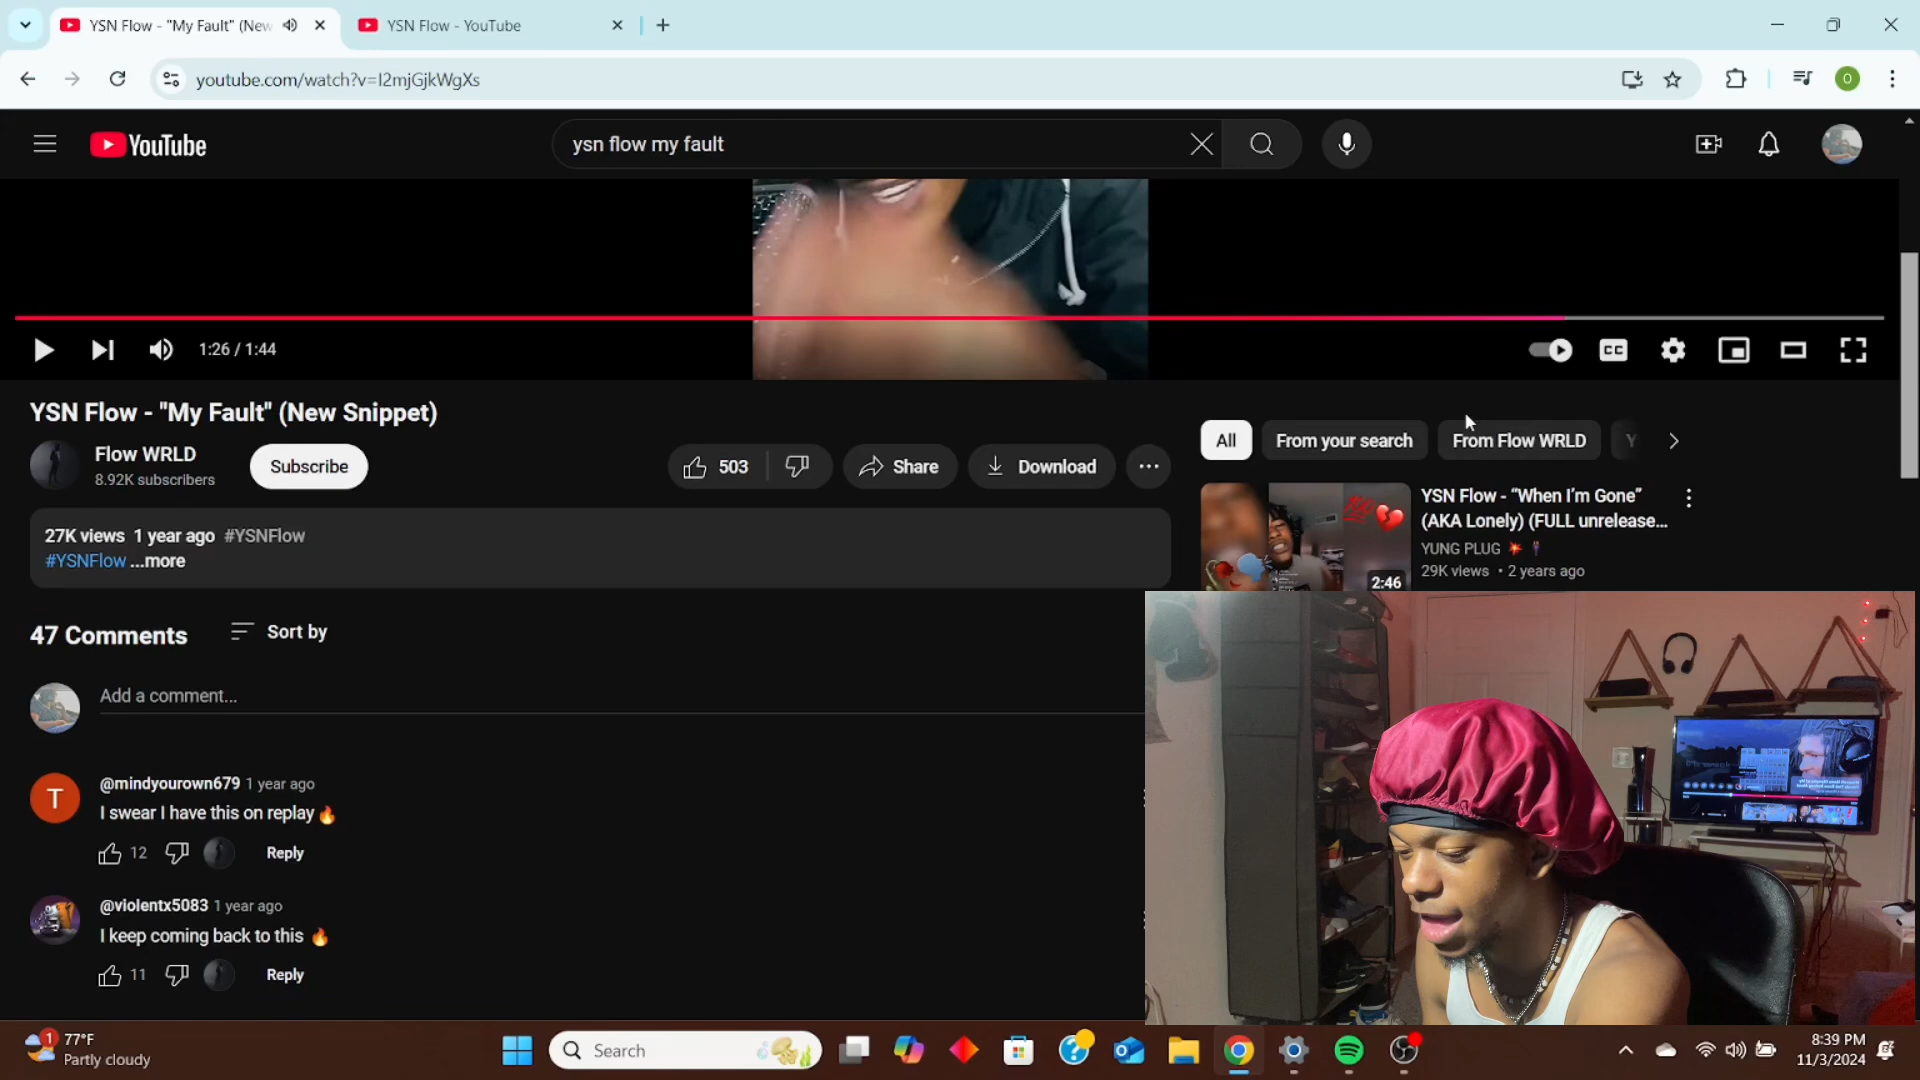 YSN Flow - "My Fault" (New
YSN Flow - YouTube
youtube.com/watch?v=I2mjGjkWgXs
O
YouTube
ysn flow my fault
1:26 / 1:44
CC
YSN Flow - "My Fault" (New Snippet)
Flow WRLD
8.92K subscribers
Subscribe
503
Share
Download
27K views 1 year ago #YSNFlow
#YSNFlow ...more
All
From your search
From Flow WRLD
Y
YSN Flow - “When I’m Gone”
(AKA Lonely) (FULL unrelease...
YUNG PLUG
29K views • 2 years ago
2:46
47 Comments
Sort by
Add a comment...
T
@mindyourown679 1 year ago
I swear I have this on replay🔥
12
Reply
@violentx5083 1 year ago
I keep coming back to this 🔥
11
Reply
1
77°F
Partly cloudy
Search
8:39 PM
11/3/2024